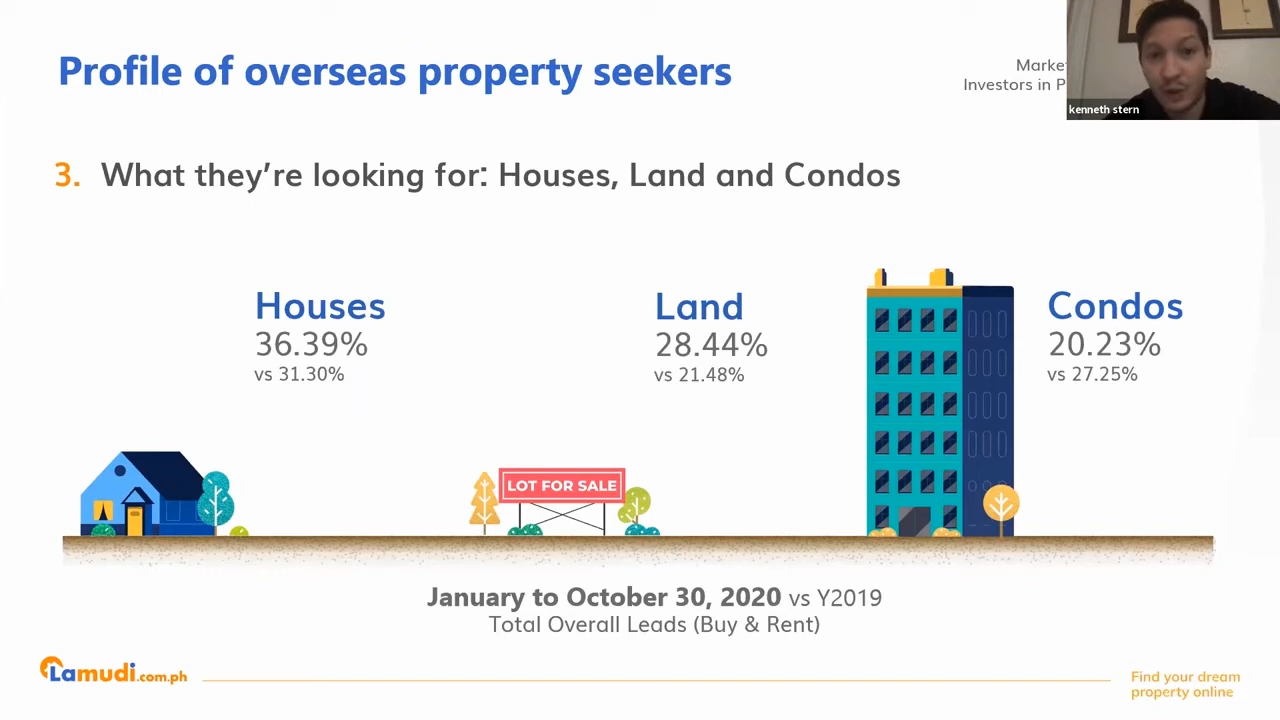 Profile of overseas property seekers
Investors in
kenneth stern
3. What they're looking for: Houses, Land and Condos
Houses
36.39%
vs 31.30%
Land
28.44%
vs 21.48%
Condos
20.23%
vs 27.25%
LOT FOR SALE
January to October 30, 2020 vs Y2019
Total Overall Leads (Buy & Rent)
Lamudi.com.ph
Find your dream
property online